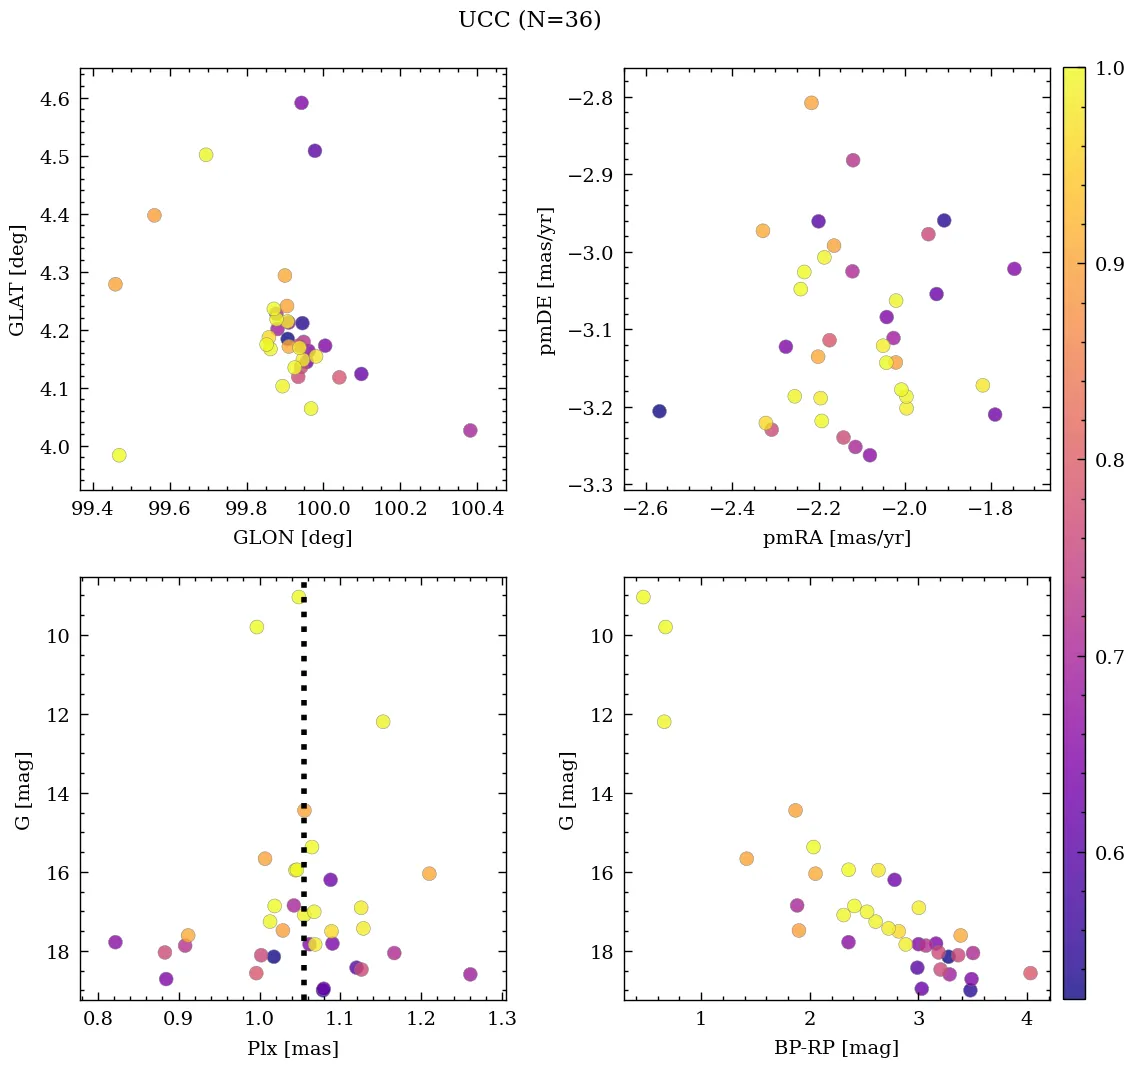 UCC (N=36)
4.6
4.5
4.4
4.3
4.2
4.1
4.0
GLAT [deg]
99.4 99.6 99.8 100.0 100.2 100.4
GLON [deg]
−2.8
−2.9
−3.0
−3.1
−3.2
−3.3
pmDE [mas/yr]
−2.6 −2.4 −2.2 −2.0 −1.8
pmRA [mas/yr]
10
12
14
16
18
G [mag]
0.8 0.9 1.0 1.1 1.2 1.3
Plx [mas]
10
12
14
16
18
G [mag]
1 2 3 4
BP-RP [mag]
1.0
0.9
0.8
0.7
0.6